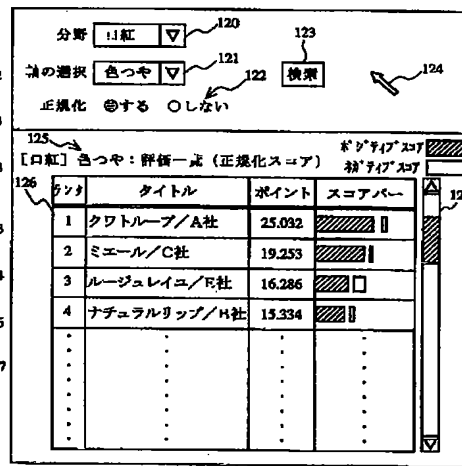 分野 口紅 ▽ 120
軸の選択 色つや ▽ 121 123 検索
正規化 する しない 122 124
125 ポジティブスコア
[口紅] 色つや:評価一覧(正規化スコア) ネガティブスコア
126 ランク タイトル ポイント スコアバー
1 クワトループ/A社 25.032
2 ミエール/C社 19.253
3 ルージュレイユ/E社 16.286
4 ナチュラルリップ/H社 15.334